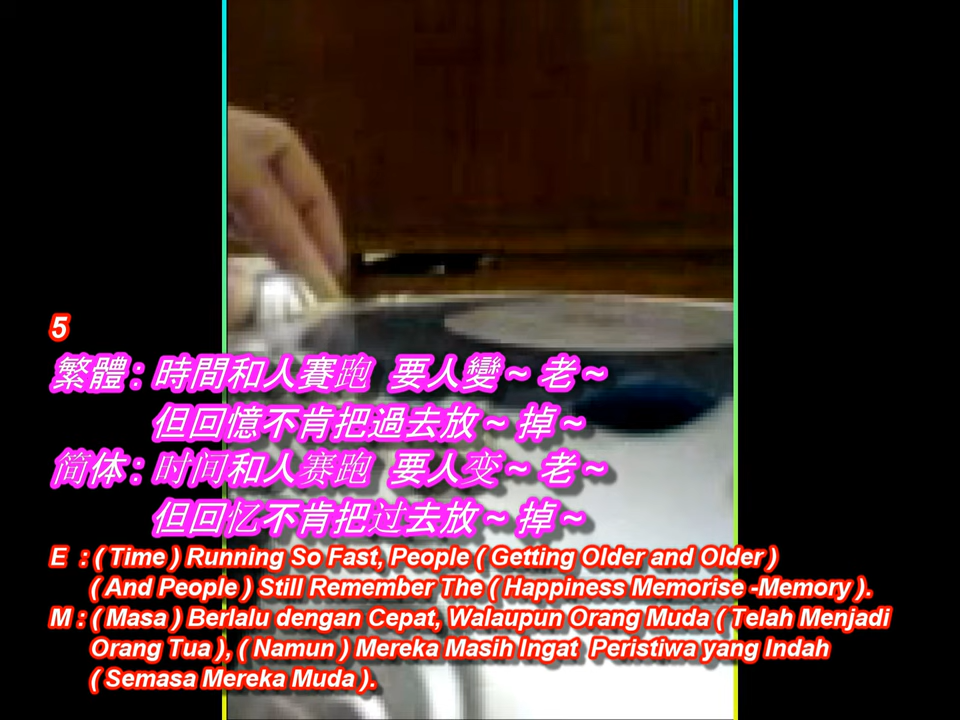 5
繁體 : 時間和人賽跑 要人變 ~ 老 ~
但回憶不肯把過去放 ~ 掉 ~
简体 : 时间和人赛跑 要人变 ~ 老 ~
但回忆不肯把过去放 ~ 掉 ~
E : ( Time ) Running So Fast, People ( Getting Older and Older )
( And People ) Still Remember The ( Happiness Memorise -Memory ).
M : ( Masa ) Berlalu dengan Cepat, Walaupun Orang Muda ( Telah Menjadi
Orang Tua ), ( Namun ) Mereka Masih Ingat Peristiwa yang Indah
( Semasa Mereka Muda ).